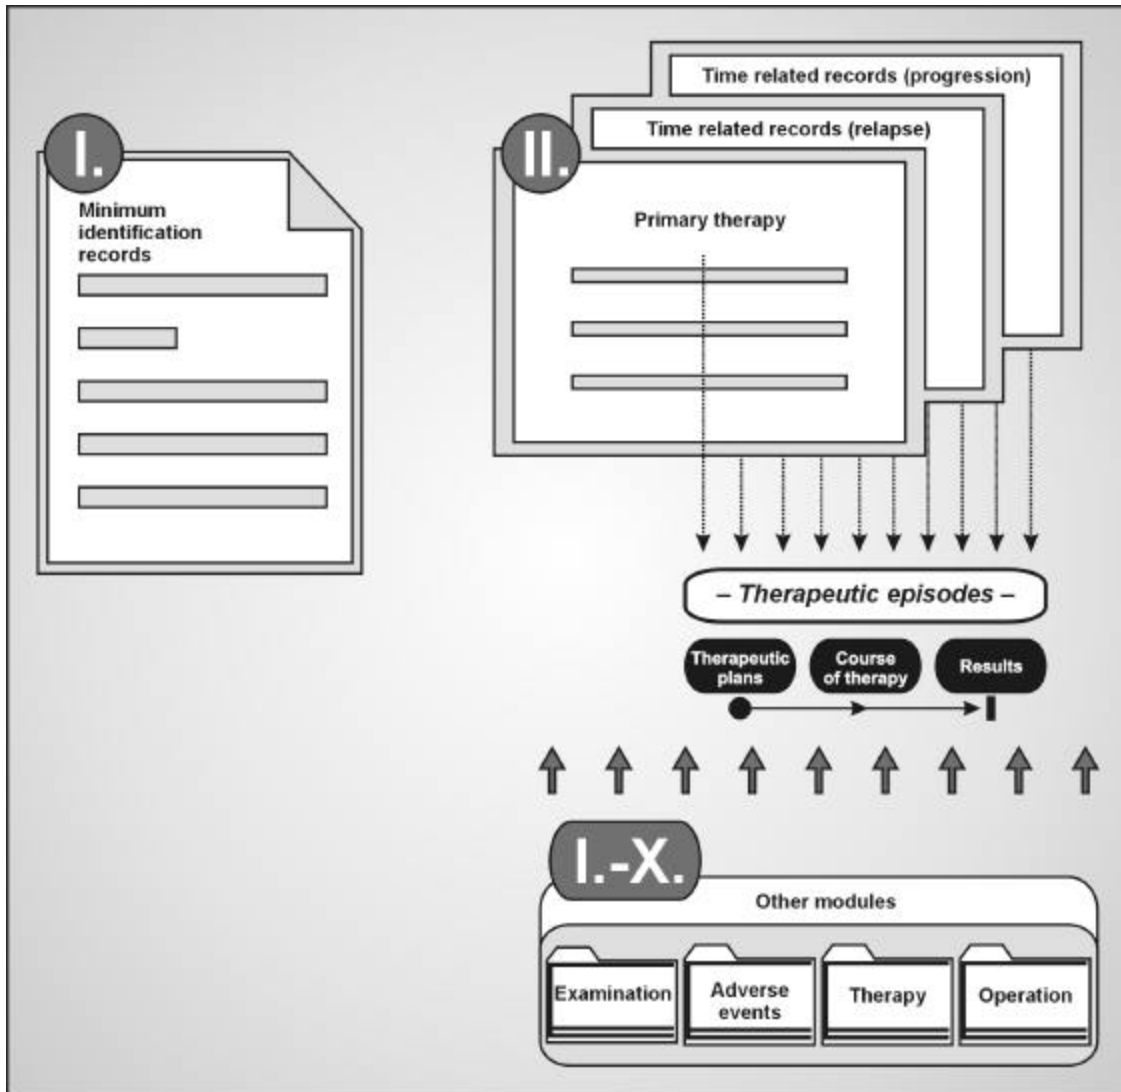 I.
Minimum
identification
records
II.
Time related records (progression)
Time related records (relapse)
Primary therapy
– Therapeutic episodes –
Therapeutic
plans
Course
of therapy
Results
I.-X.
Other modules
Examination
Adverse
events
Therapy
Operation